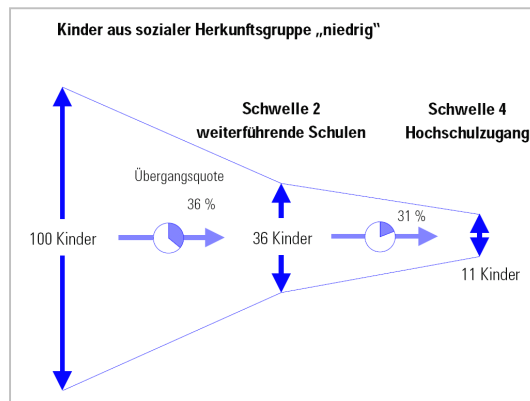 Kinder aus sozialer Herkunftsgruppe „niedrig“
Schwelle 2
weiterführende Schulen
Schwelle 4
Hochschulzugang
Übergangsquote
36 %
31 %
100 Kinder
36 Kinder
11 Kinder